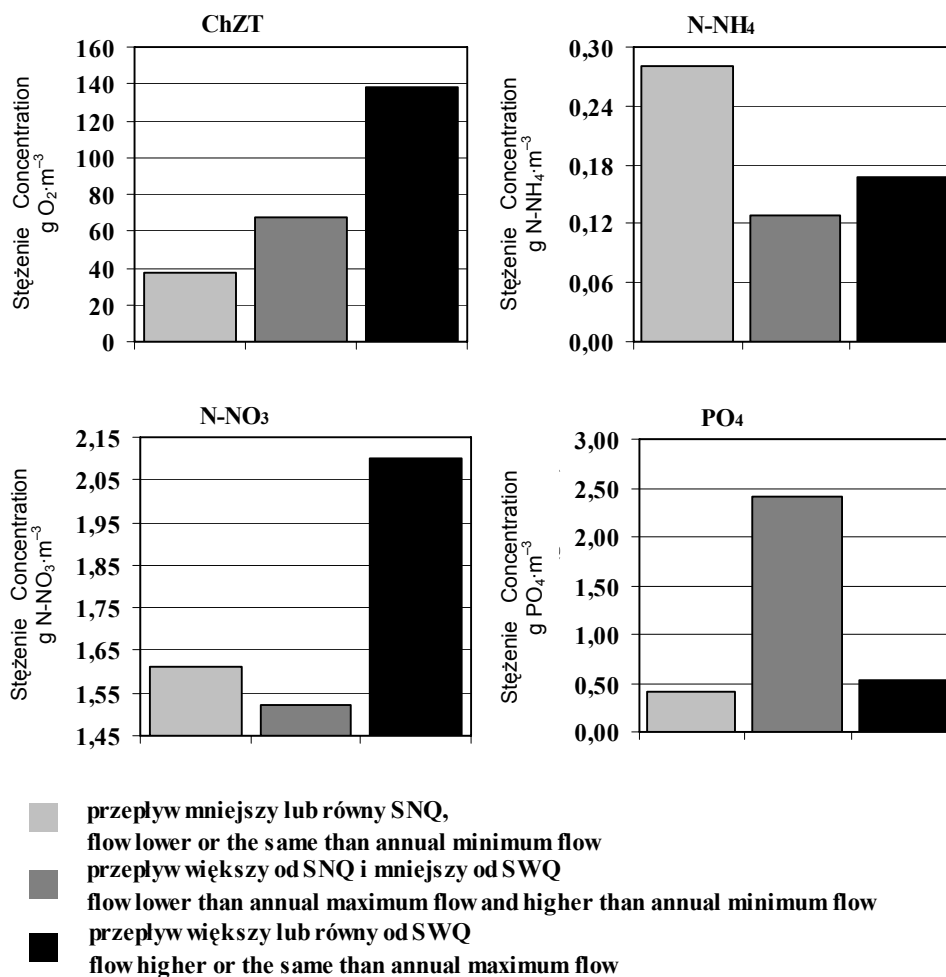 ChZT
Stężenie Concentration
g O₂·m⁻³
160
140
120
100
80
60
40
20
0
N-NH₄
Stężenie Concentration
g N-NH₄·m⁻³
0,30
0,24
0,18
0,12
0,06
0,00
N-NO₃
Stężenie Concentration
g N-NO₃·m⁻³
2,15
2,05
1,95
1,85
1,75
1,65
1,55
1,45
PO₄
Stężenie Concentration
g PO₄·m⁻³
3,00
2,50
2,00
1,50
1,00
0,50
0,00
przepływ mniejszy lub równy SNQ,
flow lower or the same than annual minimum flow
przepływ większy od SNQ i mniejszy od SWQ
flow lower than annual maximum flow and higher than annual minimum flow
przepływ większy lub równy od SWQ
flow higher or the same than annual maximum flow